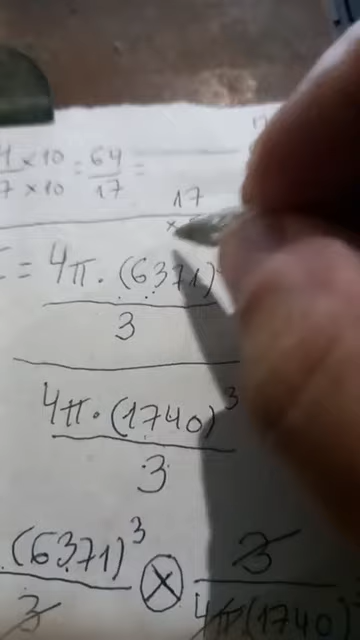 4 x 10 = 64 =
7 x 10 17
17
x
= 4π · (6371)
3
4π · (1740)³
3
(6371)³ ⊗ 3
3 4π(1740)